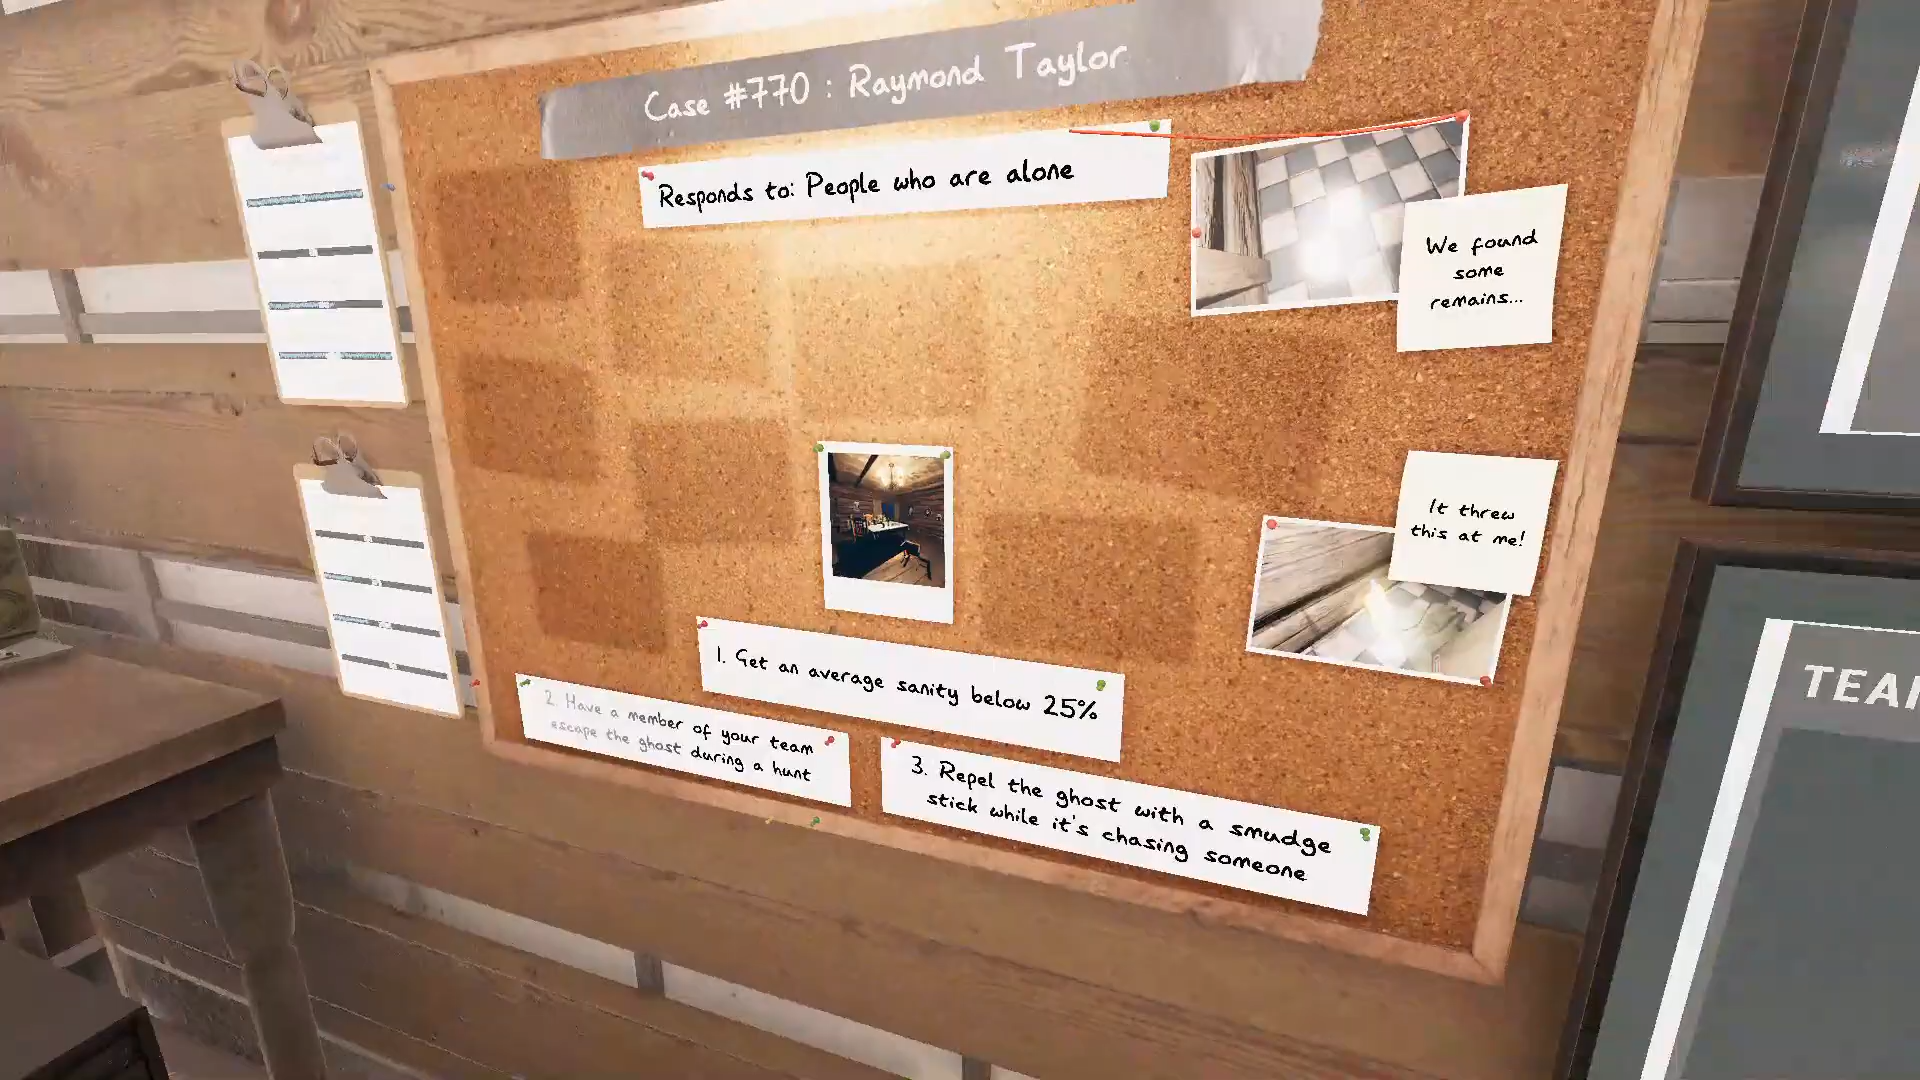 Case #770 : Raymond Taylor
Responds to: People who are alone
We found
some
remains...
It threw
this at me!
1. Get an average sanity below 25%
2. Have a member of your team
escape the ghost during a hunt
3. Repel the ghost with a smudge
stick while it's chasing someone